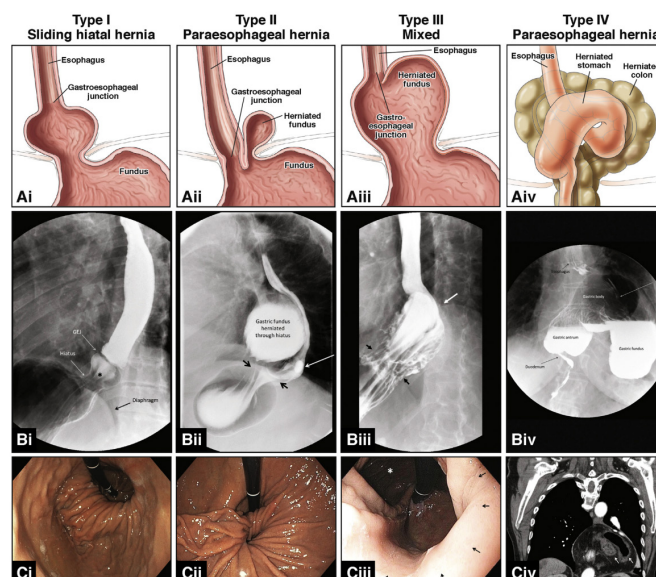 Type I
Sliding hiatal hernia
Type II
Paraesophageal hernia
Type III
Mixed
Type IV
Paraesophageal hernia
Esophagus
Gastroesophageal
junction
Fundus
Ai
Esophagus
Gastroesophageal
junction
Herniated
fundus
Fundus
Aii
Esophagus
Herniated
fundus
Gastro-
esophageal
junction
Fundus
Aiii
Esophagus
Herniated
stomach
Herniated
colon
Aiv
GEJ
Hiatus
*
Diaphragm
Bi
Gastric fundus
herniated
through hiatus
Bii
Biii
Esophagus
Gastric body
Gastric antrum
Gastric fundus
Duodenum
Biv
Ci
Cii
*
Ciii
Civ